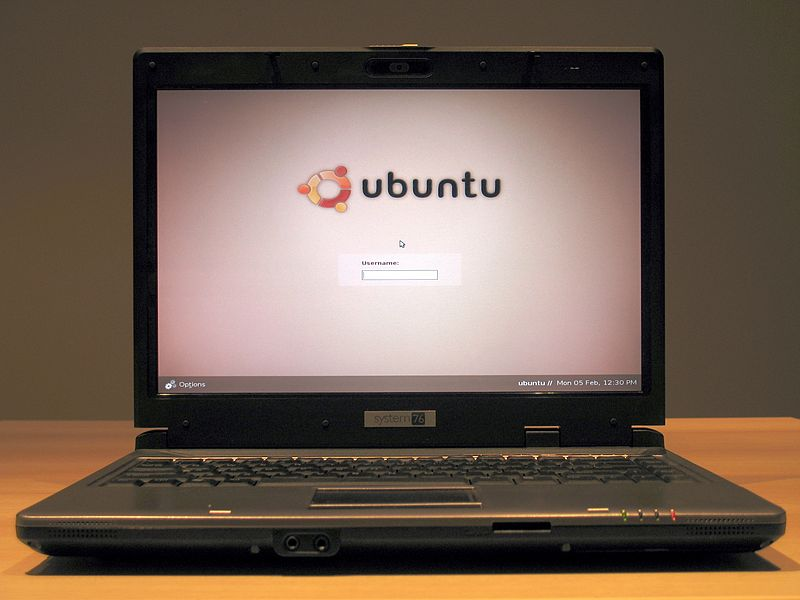 ubuntu
Username:
Options
ubuntu // Mon 05 Feb, 12:30 PM
system76